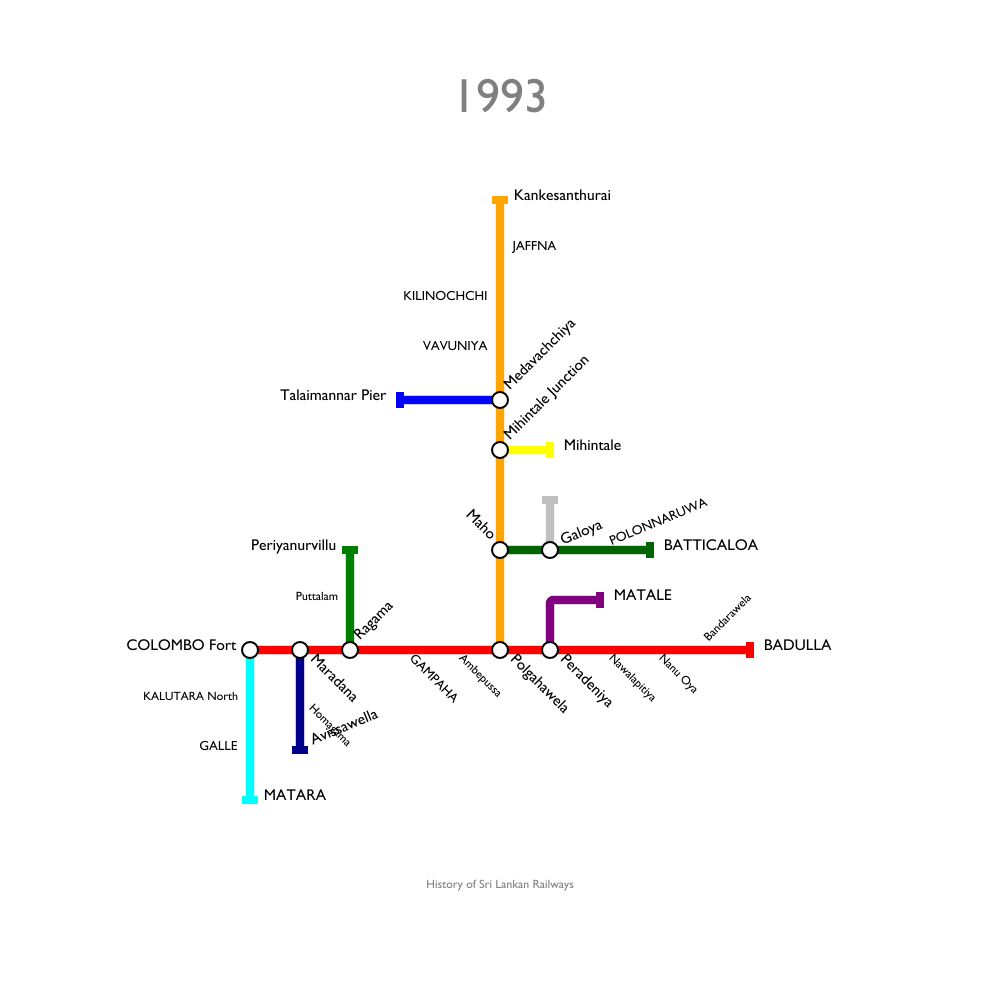 1993
Kankesanthurai
JAFFNA
KILINOCHCHI
VAVUNIYA
Medavachchiya
Talaimannar Pier
Mihintale Junction
Mihintale
Maho
Galoya
POLONNARUWA
BATTICALOA
Periyanurvillu
Puttalam
Ragama
MATALE
Bandarawela
COLOMBO Fort
BADULLA
Maradana
GAMPAHA
Ambepussa
Polgahawela
Peradeniya
Nawalapitiya
Nanu Oya
KALUTARA North
Homagama
Avissawella
GALLE
MATARA
History of Sri Lankan Railways